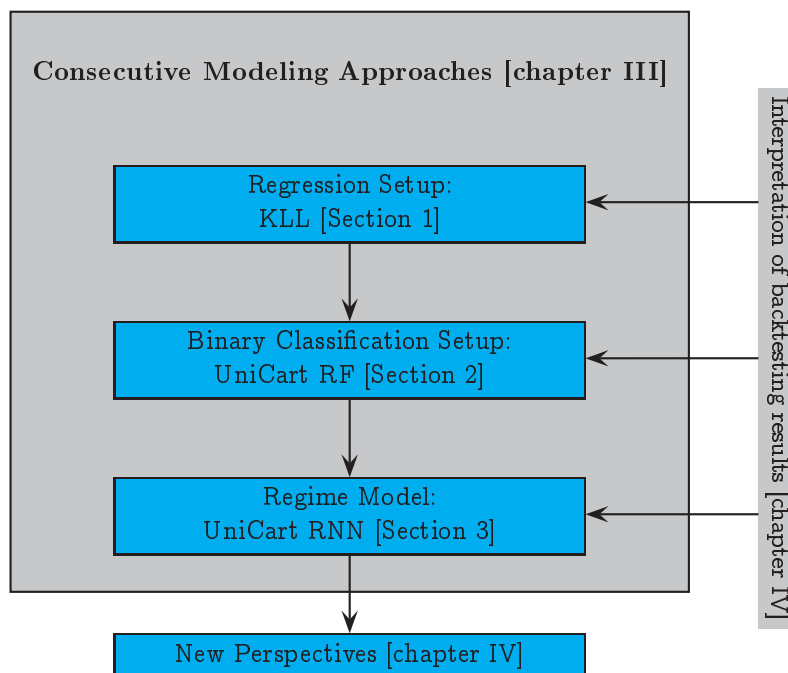 Consecutive Modeling Approaches [chapter III]
Regression Setup:
KLL [Section 1]
Binary Classification Setup:
UniCart RF [Section 2]
Regime Model:
UniCart RNN [Section 3]
New Perspectives [chapter IV]
Interpretation of backtesting results [chapter IV]